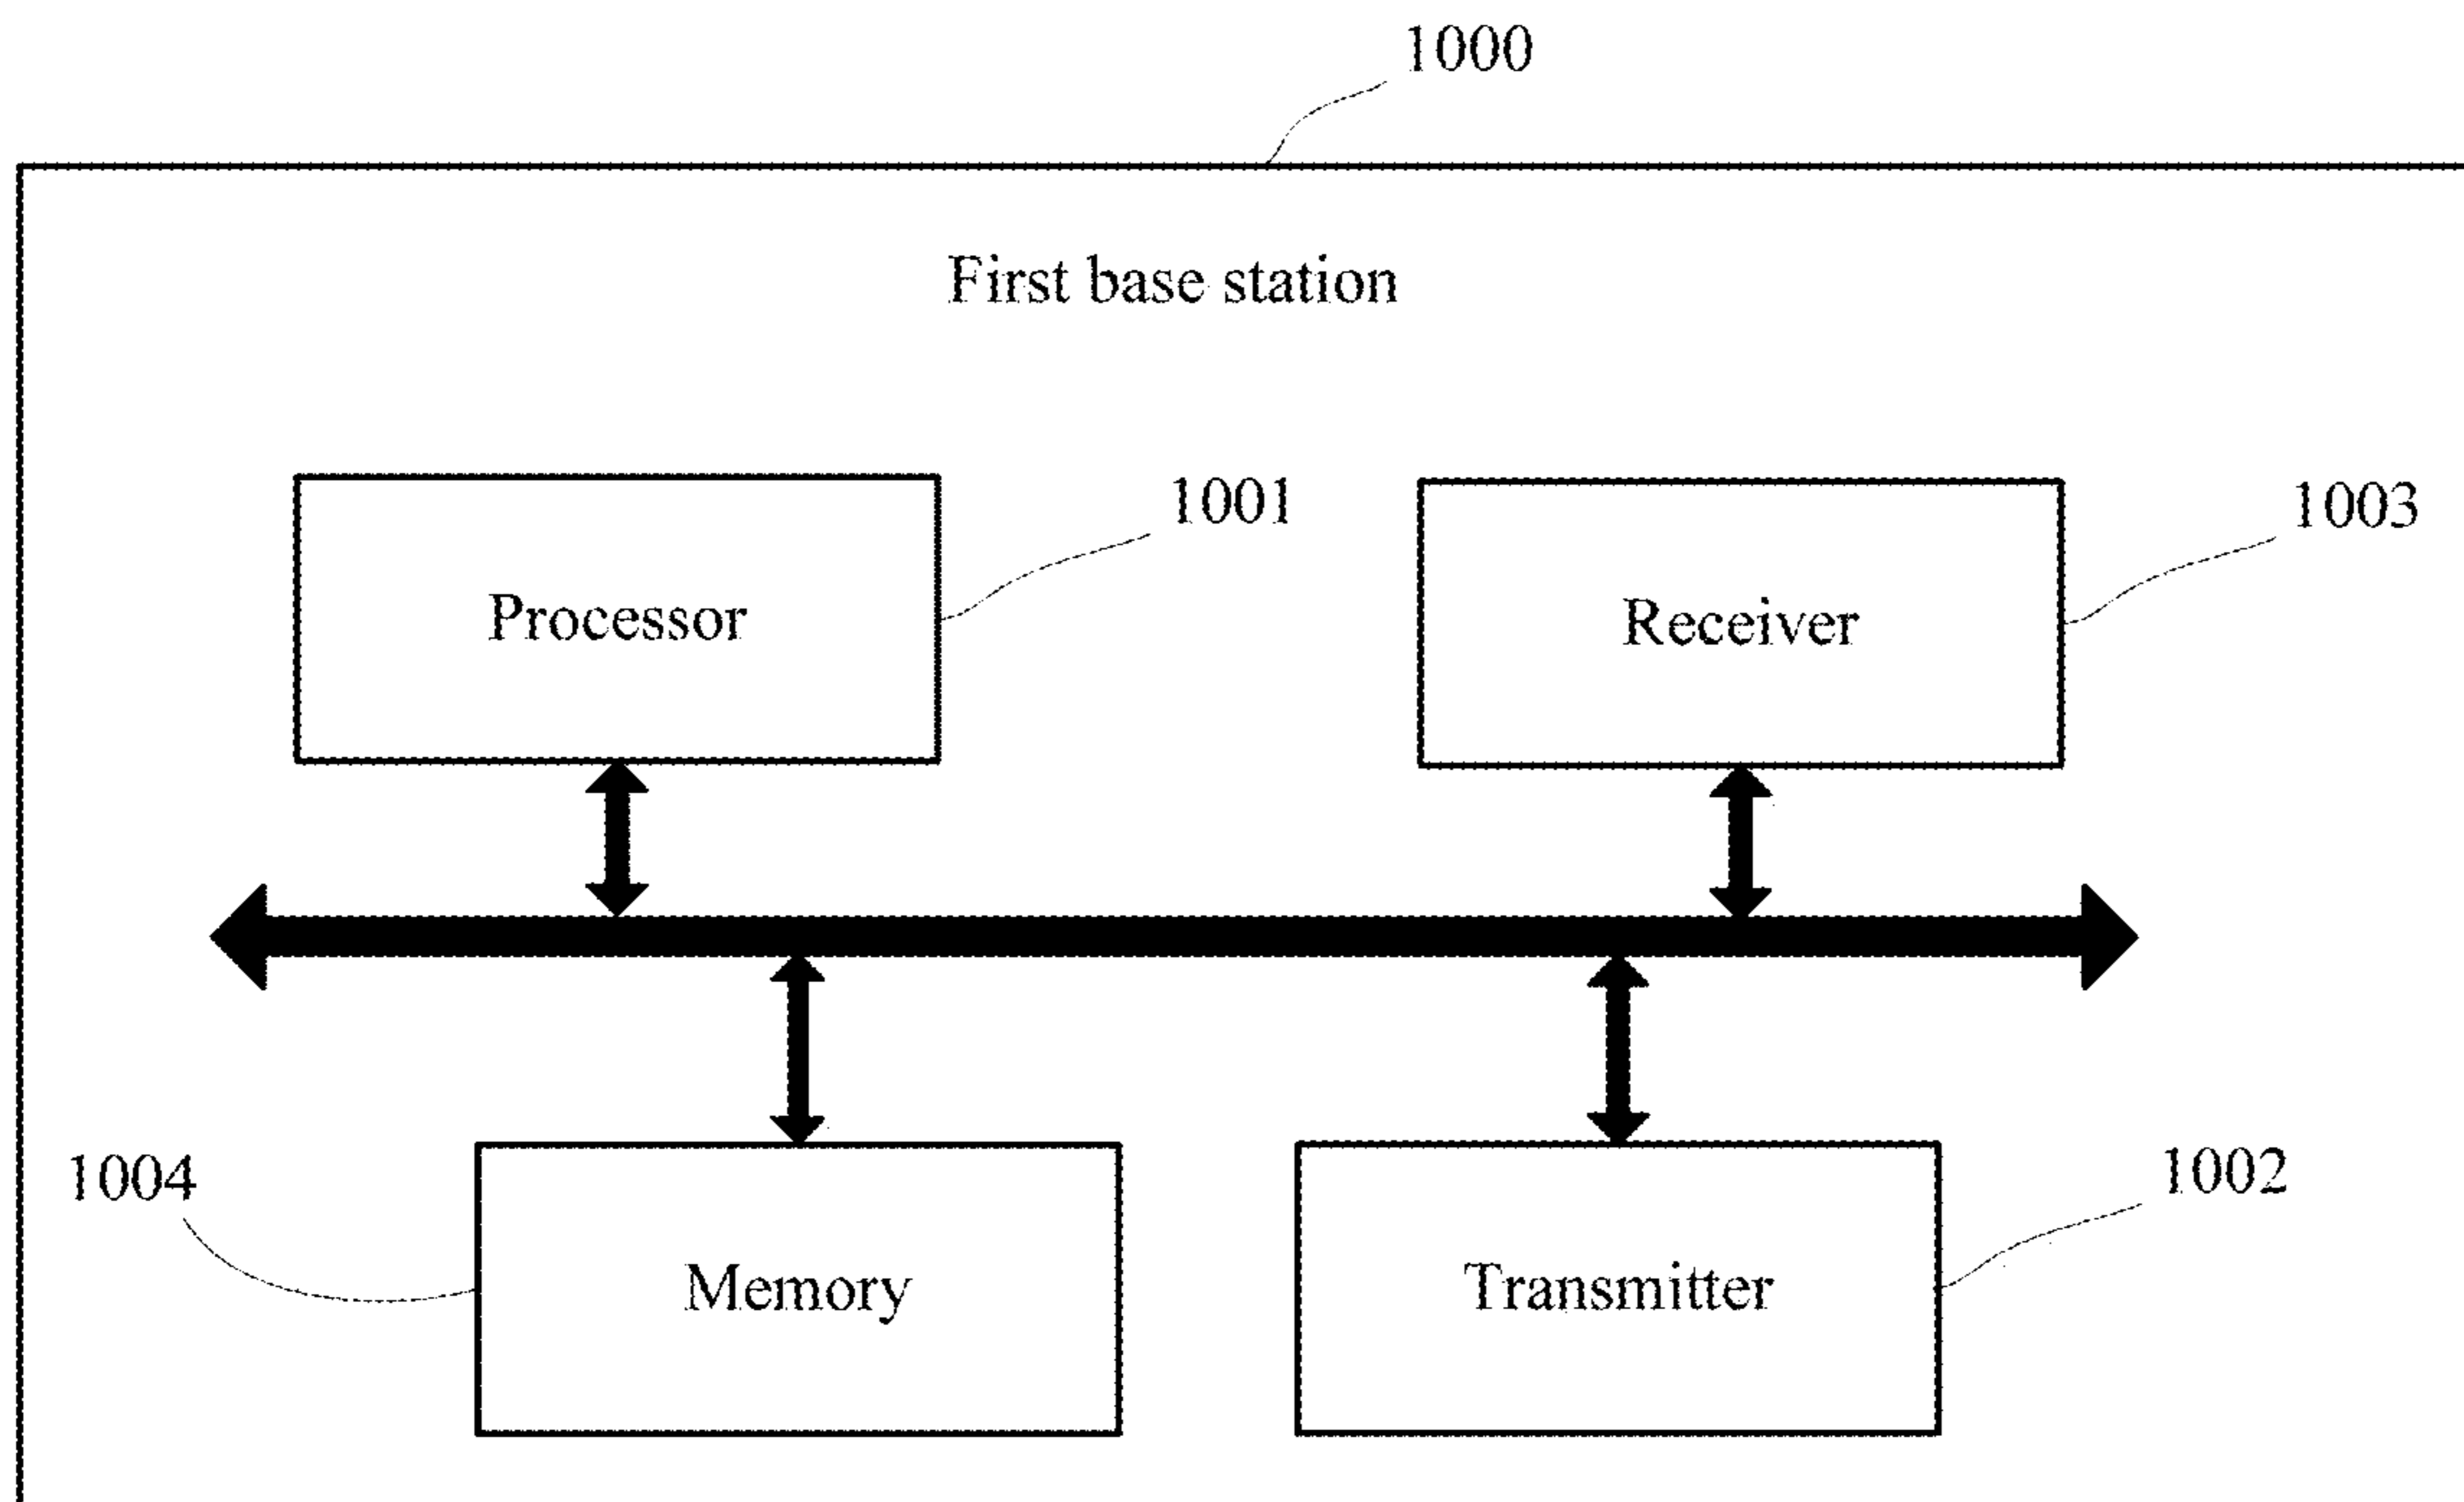 1000
First base station
1001
1003
Processor
Receiver
1004
1002
Memory
Transmitter